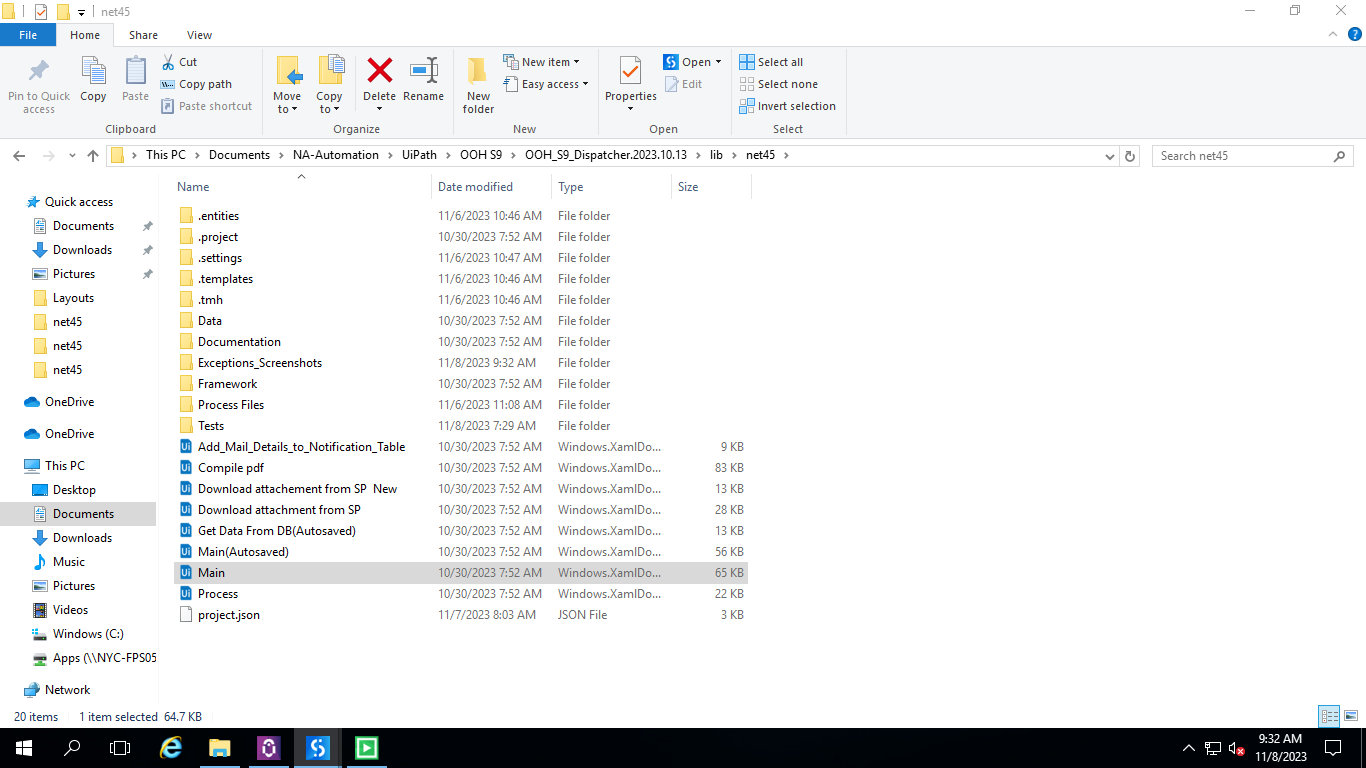 net45
File Home Share View
Pin to Quick access
Copy
Paste
Cut
Copy path
Paste shortcut
Clipboard
Move to
Copy to
Delete
Rename
Organize
New folder
New item
Easy access
New
Properties
Open
Edit
Open
Select all
Select none
Invert selection
Select
This PC > Documents > NA-Automation > UiPath > OOH S9 > OOH_S9_Dispatcher.2023.10.13 > lib > net45 >
Search net45
Quick access
Documents
Downloads
Pictures
Layouts
net45
net45
net45
OneDrive
OneDrive
This PC
Desktop
Documents
Downloads
Music
Pictures
Videos
Windows (C:)
Apps (\\NYC-FPS05
Network
Name Date modified Type Size
.entities 11/6/2023 10:46 AM File folder
.project 10/30/2023 7:52 AM File folder
.settings 11/6/2023 10:47 AM File folder
.templates 11/6/2023 10:46 AM File folder
.tmh 11/6/2023 10:46 AM File folder
Data 10/30/2023 7:52 AM File folder
Documentation 10/30/2023 7:52 AM File folder
Exceptions_Screenshots 11/8/2023 9:32 AM File folder
Framework 10/30/2023 7:52 AM File folder
Process Files 11/6/2023 11:08 AM File folder
Tests 11/8/2023 7:29 AM File folder
Add_Mail_Details_to_Notification_Table 10/30/2023 7:52 AM Windows.XamlDo... 9 KB
Compile pdf 10/30/2023 7:52 AM Windows.XamlDo... 83 KB
Download attachement from SP  New 10/30/2023 7:52 AM Windows.XamlDo... 13 KB
Download attachment from SP 10/30/2023 7:52 AM Windows.XamlDo... 28 KB
Get Data From DB(Autosaved) 10/30/2023 7:52 AM Windows.XamlDo... 13 KB
Main(Autosaved) 10/30/2023 7:52 AM Windows.XamlDo... 56 KB
Main 10/30/2023 7:52 AM Windows.XamlDo... 65 KB
Process 10/30/2023 7:52 AM Windows.XamlDo... 22 KB
project.json 11/7/2023 8:03 AM JSON File 3 KB
20 items 1 item selected 64.7 KB
9:32 AM
11/8/2023